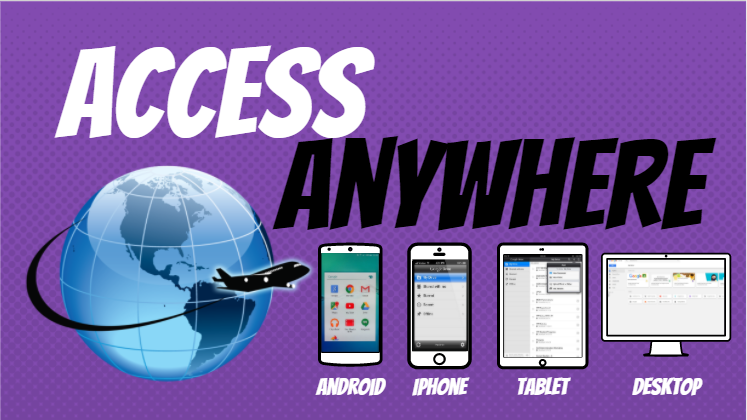 ACCESS
ANYWHERE
ANDROID IPHONE TABLET DESKTOP